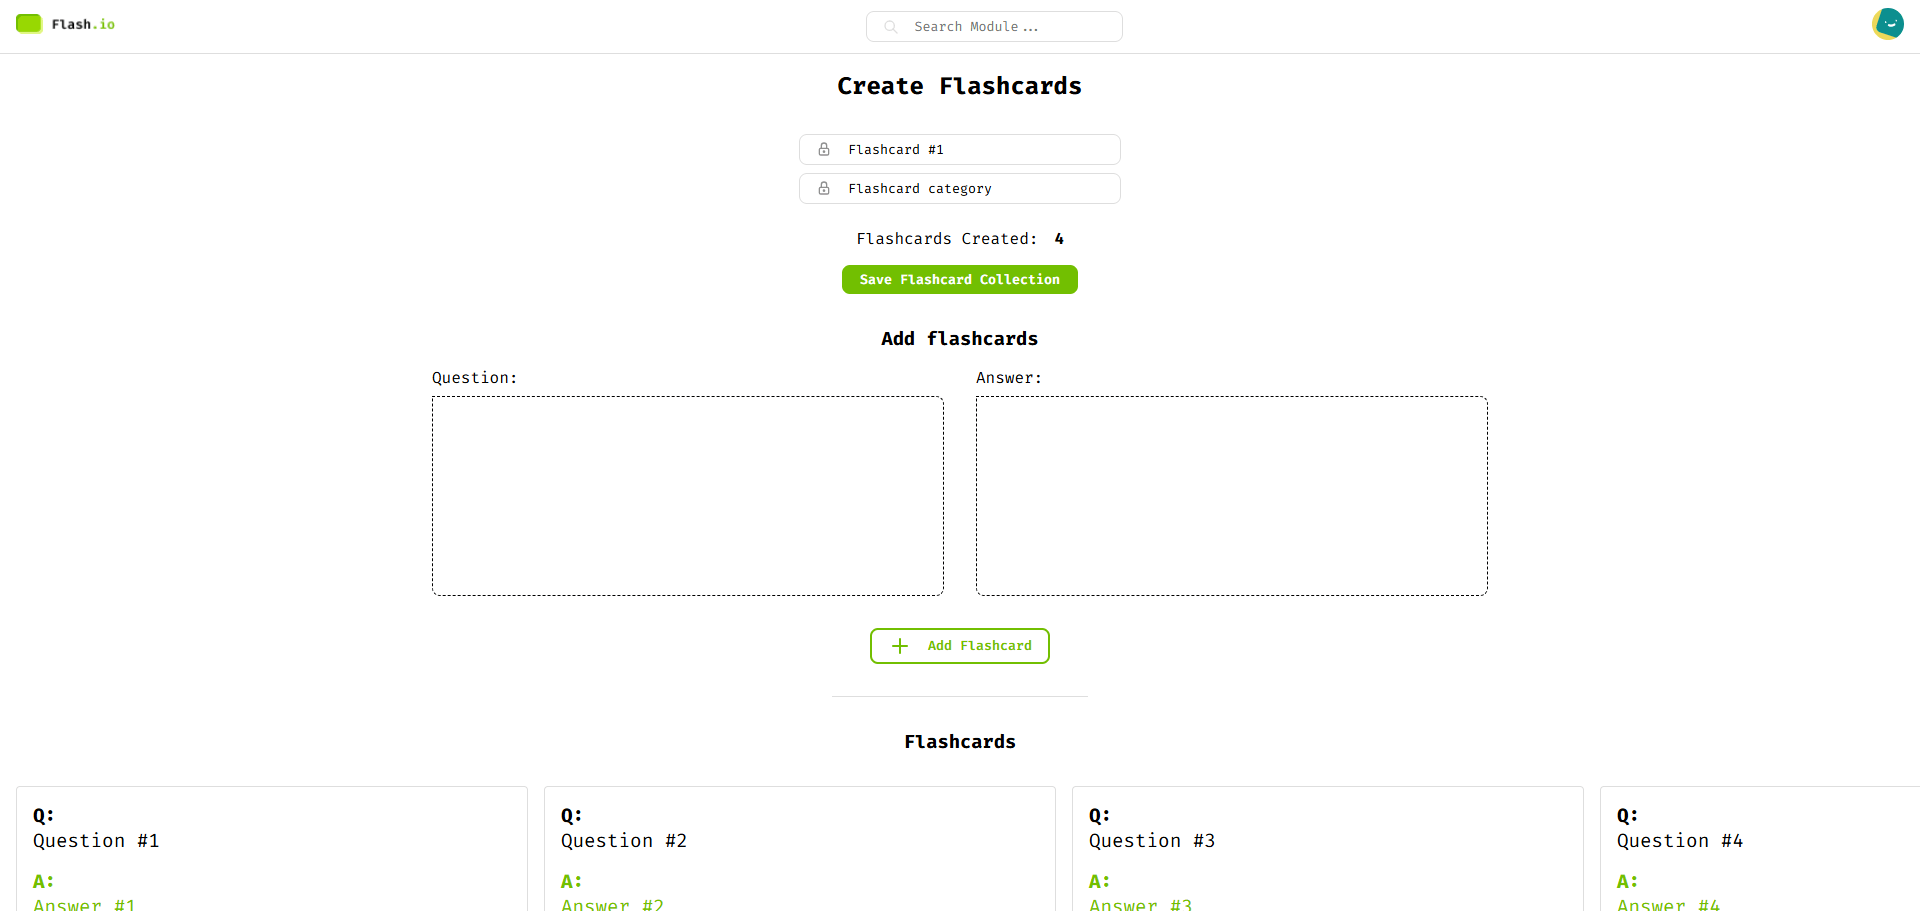 Flash.io
Search Module...
Create Flashcards
Flashcard #1
Flashcard category
Flashcards Created: 4
Save Flashcard Collection
Add flashcards
Question: Answer:
Add Flashcard
Flashcards
Q: Q: Q: Q:
Question #1 Question #2 Question #3 Question #4
A: A: A: A:
Answer #1 Answer #2 Answer #3 Answer #4